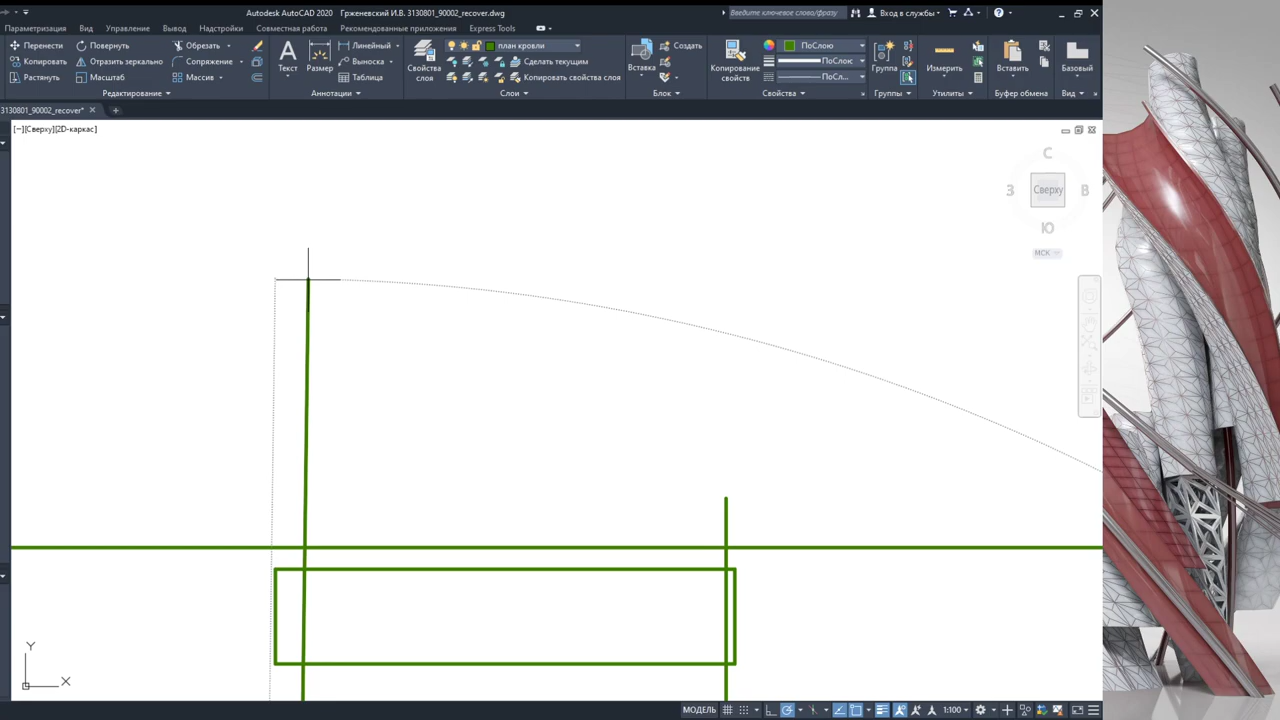 Autodesk AutoCAD 2020 Грженевский И.В. 3130801_90002_recover.dwg
Введите ключевое слово/фразу
Вход в службы
Параметризация Вид Управление Вывод Надстройки Совместная работа Рекомендованные приложения Express Tools
Перенести Повернуть Обрезать
Копировать Отразить зеркально Сопряжение
Растянуть Масштаб Массив
Редактирование
Текст Размер
Линейный
Выноска
Таблица
Аннотации
Свойства слоя
план кровли
Сделать текущим
Копировать свойства слоя
Слои
Вставка
Создать
Блок
Копирование свойств
ПоСлою
ПоСлою
ПоСл...
Свойства
Группа
Группы
Измерить
Утилиты
Вставить
Буфер обмена
Базовый
Вид
3130801_90002_recover*
[−][Сверху][2D-каркас]
С
З Сверху В
Ю
МСК
Y
X
МОДЕЛЬ 1:100